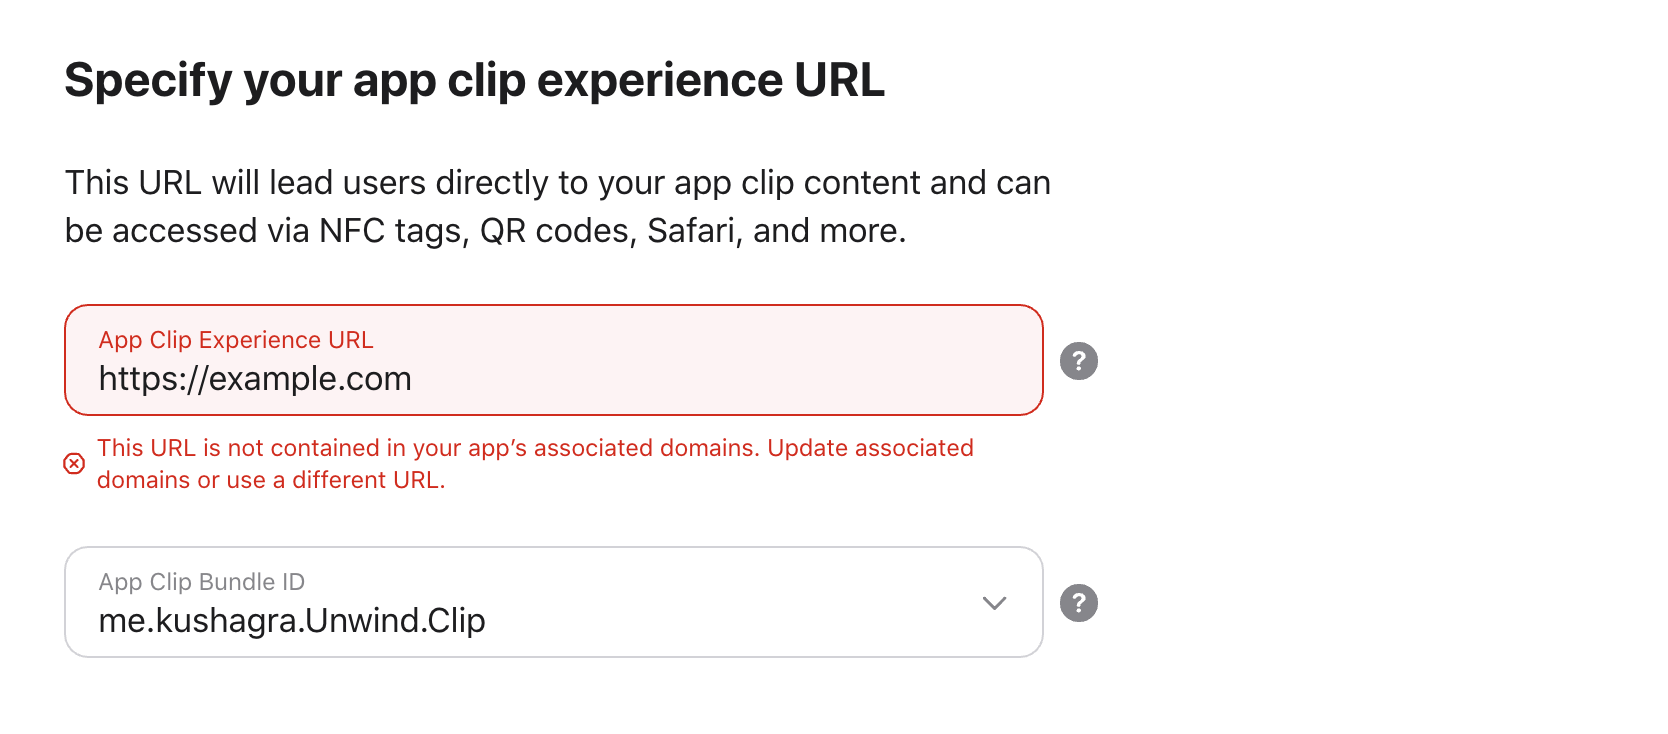 Specify your app clip experience URL
This URL will lead users directly to your app clip content and can
be accessed via NFC tags, QR codes, Safari, and more.
App Clip Experience URL
https://example.com
?
This URL is not contained in your app’s associated domains. Update associated
domains or use a different URL.
App Clip Bundle ID
me.kushagra.Unwind.Clip
?